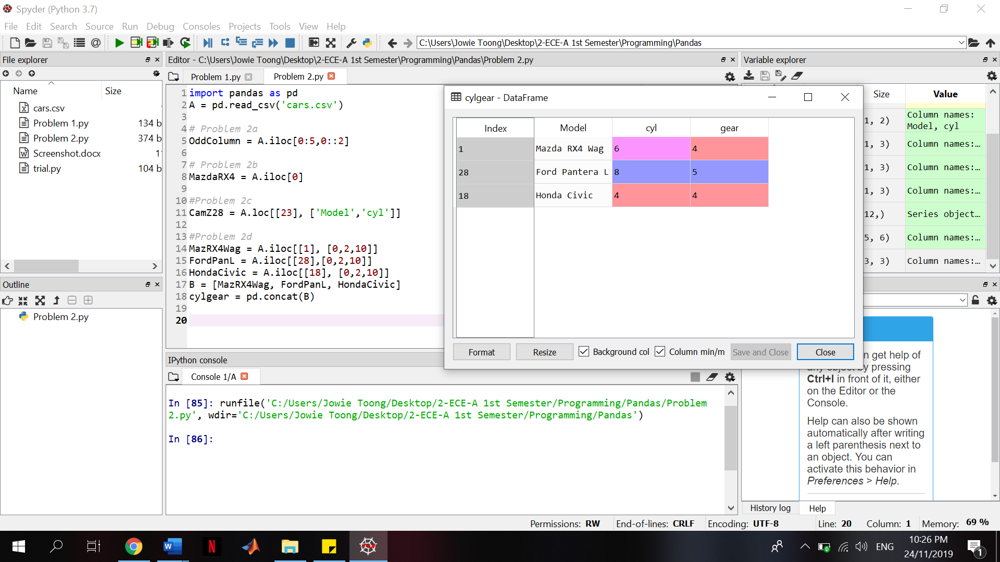 Spyder (Python 3.7)
File Edit Search Source Run Debug Consoles Projects Tools View Help
C:\Users\Jowie Toong\Desktop\2-ECE-A 1st Semester\Programming\Pandas
File explorer
Name Size
cars.csv
Problem 1.py 134 b
Problem 2.py 374 b
Screenshot.docx 1
trial.py 104 b
Outline
Problem 2.py
Editor - C:\Users\Jowie Toong\Desktop\2-ECE-A 1st Semester\Programming\Pandas\Problem 2.py
Problem 1.py Problem 2.py
1 import pandas as pd
2 A = pd.read_csv('cars.csv')
3
4 # Problem 2a
5 OddColumn = A.iloc[0:5,0::2]
6
7 # Problem 2b
8 MazdaRX4 = A.iloc[0]
9
10 #Problem 2c
11 CamZ28 = A.loc[[23], ['Model','cyl']]
12
13 #Problem 2d
14 MazRX4Wag = A.iloc[[1], [0,2,10]]
15 FordPanL = A.iloc[[28],[0,2,10]]
16 HondaCivic = A.iloc[[18], [0,2,10]]
17 B = [MazRX4Wag, FordPanL, HondaCivic]
18 cylgear = pd.concat(B)
19
20
cylgear - DataFrame
Index Model cyl gear
1 Mazda RX4 Wag 6 4
28 Ford Pantera L 8 5
18 Honda Civic 4 4
Format Resize Background col Column min/m Save and Close Close
IPython console
Console 1/A
In [85]: runfile('C:/Users/Jowie Toong/Desktop/2-ECE-A 1st Semester/Programming/Pandas/Problem
2.py', wdir='C:/Users/Jowie Toong/Desktop/2-ECE-A 1st Semester/Programming/Pandas')
In [86]:
Variable explorer
Size Value
1, 2) Column names:
Model, cyl
1, 3) Column names:…
1, 3) Column names:…
1, 3) Column names:…
12,) Series object…
5, 6) Column names:…
3, 3) Column names:…
n get help of
any object by pressing
Ctrl+I in front of it, either
on the Editor or the
Console.
Help can also be shown
automatically after writing
a left parenthesis next to
an object. You can
activate this behavior in
Preferences > Help.
History log Help
Permissions: RW End-of-lines: CRLF Encoding: UTF-8 Line: 20 Column: 1 Memory: 69 %
ENG
10:26 PM
24/11/2019
1